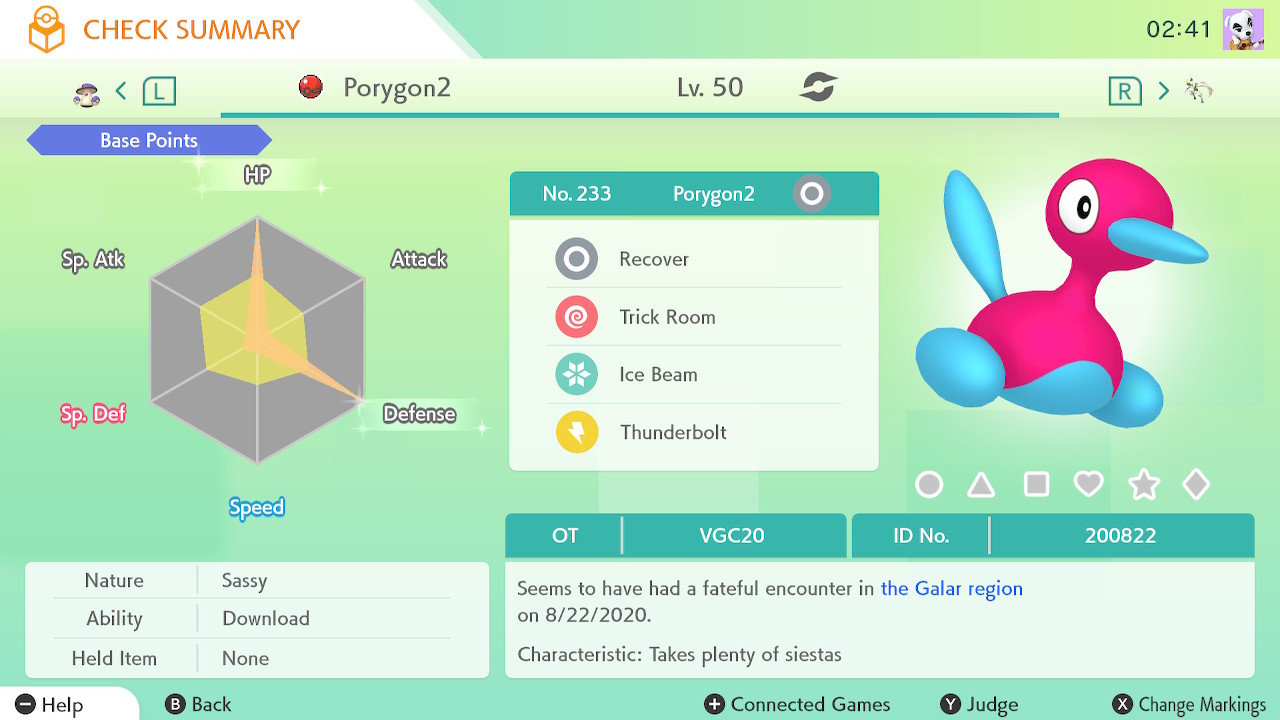 CHECK SUMMARY
02:41
L
Porygon2
Lv. 50
R
Base Points
HP
Sp. Atk
Attack
Sp. Def
Defense
Speed
No. 233 Porygon2
Recover
Trick Room
Ice Beam
Thunderbolt
OT VGC20
ID No. 200822
Seems to have had a fateful encounter in the Galar region
on 8/22/2020.
Characteristic: Takes plenty of siestas
Nature Sassy
Ability Download
Held Item None
Help
B Back
Connected Games
Y Judge
X Change Markings